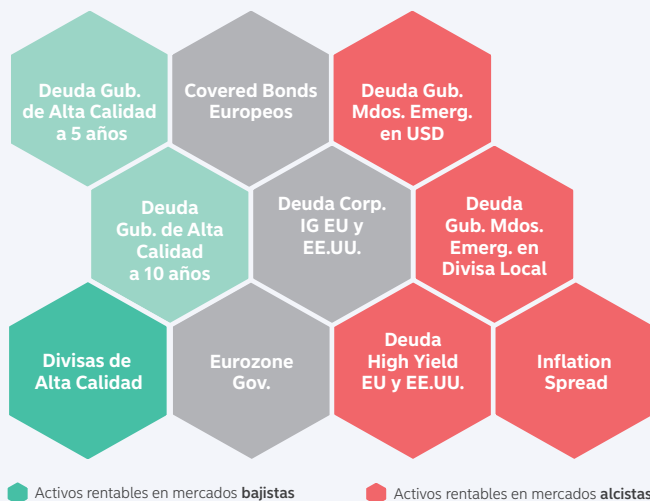 Deuda Gub.
de Alta Calidad
a 5 años
Covered Bonds
Europeos
Deuda Gub.
Mdos. Emerg.
en USD
Deuda
Gub. de Alta
Calidad
a 10 años
Deuda Corp.
IG EU y
EE.UU.
Deuda
Gub. Mdos.
Emerg. en
Divisa Local
Divisas de
Alta Calidad
Eurozone
Gov.
Deuda
High Yield
EU y EE.UU.
Inflation
Spread
Activos rentables en mercados bajistas
Activos rentables en mercados alcistas